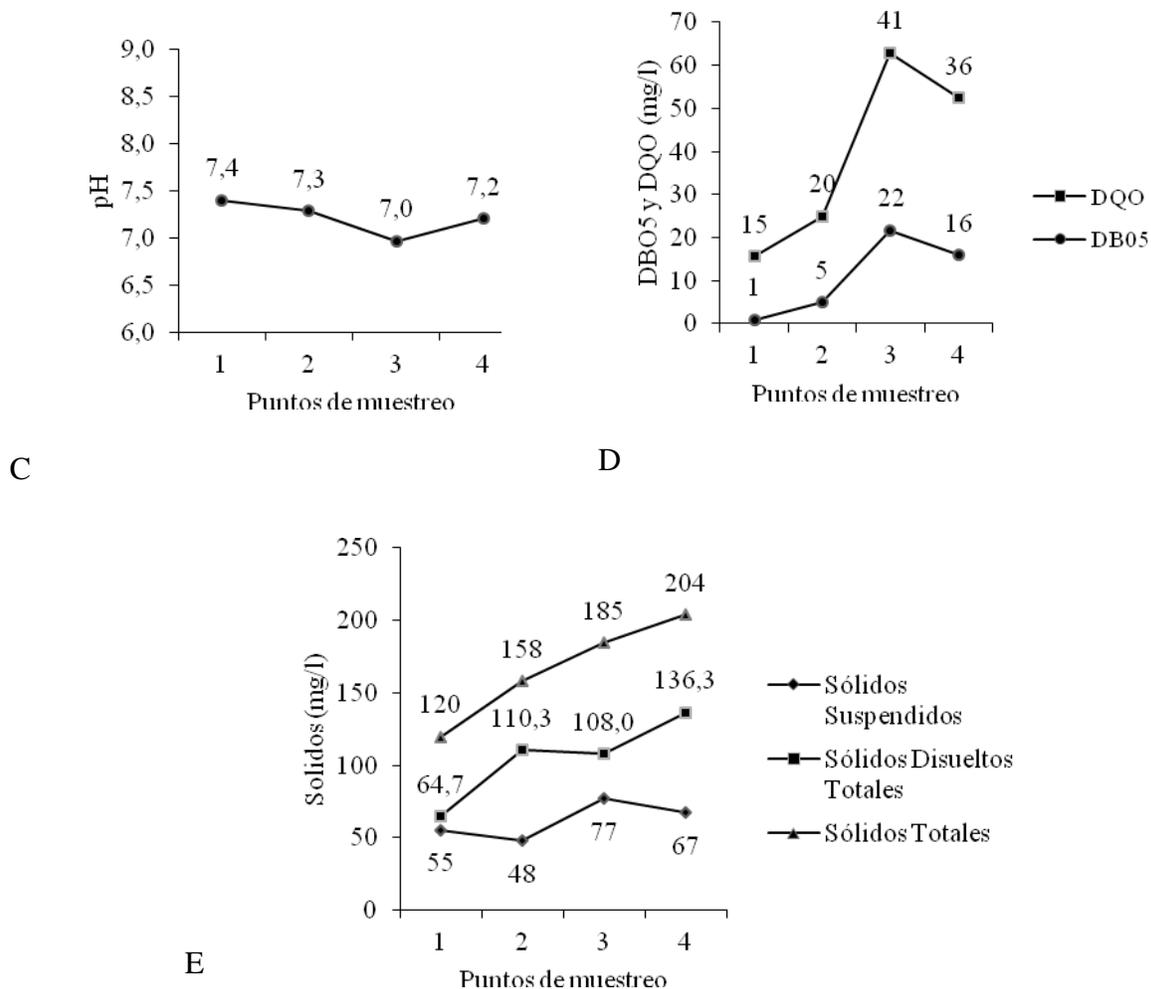 9,0
8,5
8,0
7,5
7,0
6,5
6,0
pH
7,4
7,3
7,0
7,2
1 2 3 4
Puntos de muestreo
C
70
60
50
40
30
20
10
0
DBO5 y DQO (mg/l)
15
20
41
36
1
5
22
16
1 2 3 4
Puntos de muestreo
DQO
DB05
D
250
200
150
100
50
0
Solidos (mg/l)
120
158
185
204
64,7
110,3
108,0
136,3
55
48
77
67
1 2 3 4
Puntos de muestreo
Sólidos
Suspendidos
Sólidos Disueltos
Totales
Sólidos Totales
E